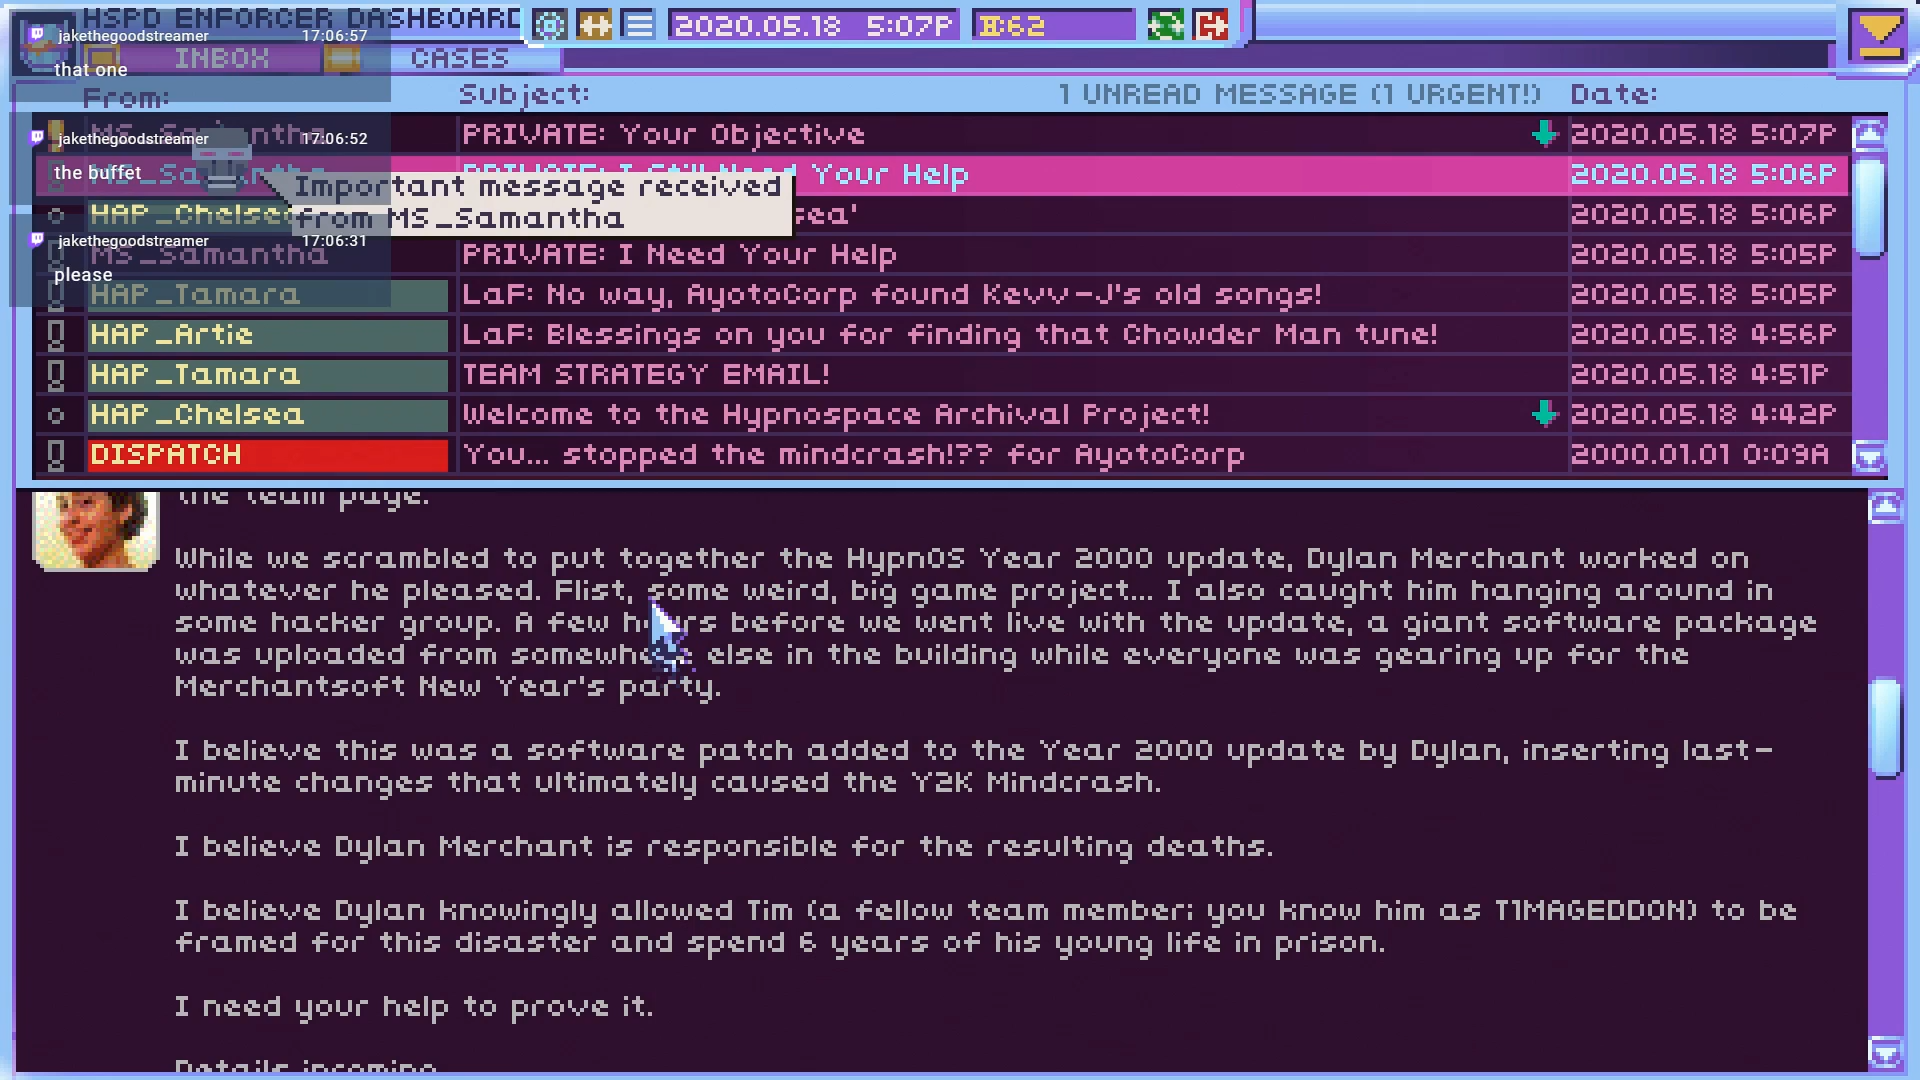 HSPD ENFORCER DASHBOARD
2020.05.18 5:07P
62
jakethegoodstreamer 17:06:57
that one
INBOX
CASES
From:
Subject:
1 UNREAD MESSAGE (1 URGENT!)
Date:
MS_Samantha PRIVATE: Your Objective 2020.05.18 5:07P
jakethegoodstreamer 17:06:52
the buffet
MS_Samantha PRIVATE: I Still Need Your Help 2020.05.18 5:06P
Important message received
from MS_Samantha
HAP_Chelsea sea' 2020.05.18 5:06P
jakethegoodstreamer 17:06:31
please
MS_Samantha PRIVATE: I Need Your Help 2020.05.18 5:05P
HAP_Tamara LaF: No way, AyotoCorp found Kevv-J's old songs! 2020.05.18 5:05P
HAP_Artie LaF: Blessings on you for finding that Chowder Man tune! 2020.05.18 4:56P
HAP_Tamara TEAM STRATEGY EMAIL! 2020.05.18 4:51P
HAP_Chelsea Welcome to the Hypnospace Archival Project! 2020.05.18 4:42P
DISPATCH You... stopped the mindcrash!?? for AyotoCorp 2000.01.01 0:09A
the team page.
While we scrambled to put together the HypnOS Year 2000 update, Dylan Merchant worked on
whatever he pleased. Flist, some weird, big game project... I also caught him hanging around in
some hacker group. A few hours before we went live with the update, a giant software package
was uploaded from somewhere else in the building while everyone was gearing up for the
Merchantsoft New Year's party.
I believe this was a software patch added to the Year 2000 update by Dylan, inserting last-
minute changes that ultimately caused the Y2K Mindcrash.
I believe Dylan Merchant is responsible for the resulting deaths.
I believe Dylan knowingly allowed Tim (a fellow team member; you know him as T1MAGEDDON) to be
framed for this disaster and spend 6 years of his young life in prison.
I need your help to prove it.
Details incoming